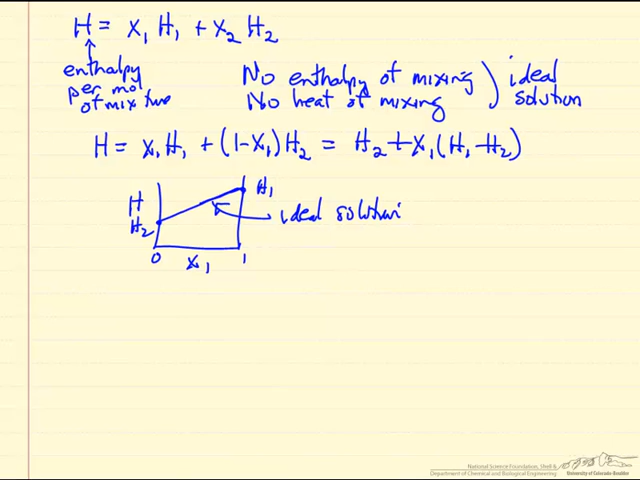 H = x₁ H₁ + x₂ H₂
enthalpy
per mol
of mixture
No enthalpy of mixing
No heat of mixing
) ideal
solution
H = x₁H₁ + (1-x₁) H₂ = H₂ + x₁(H₁ - H₂)
H₁
H
H₂
ideal solution
0
x₁
1
National Science Foundation, Shell &
Department of Chemical and Biological Engineering
University of Colorado-Boulder